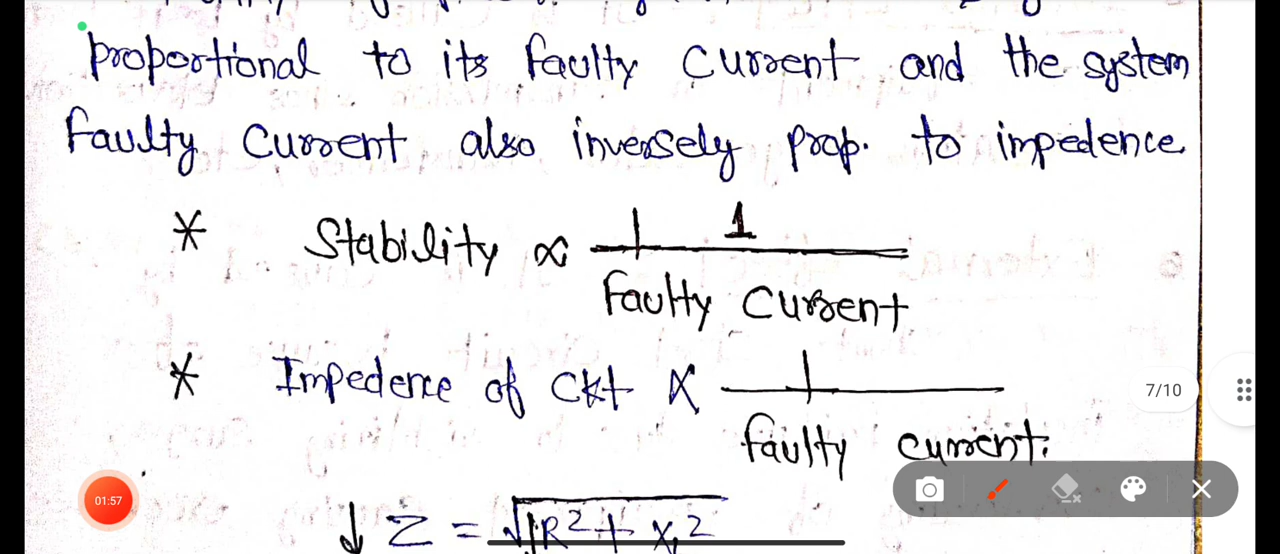 proportional to its faulty current and the system
faulty current also inversely prop. to impedence
* Stability ∝ 1
faulty current
* Impedence of ckt ∝ 1
faulty current.
7/10
01:57
↓ Z = √R² + X